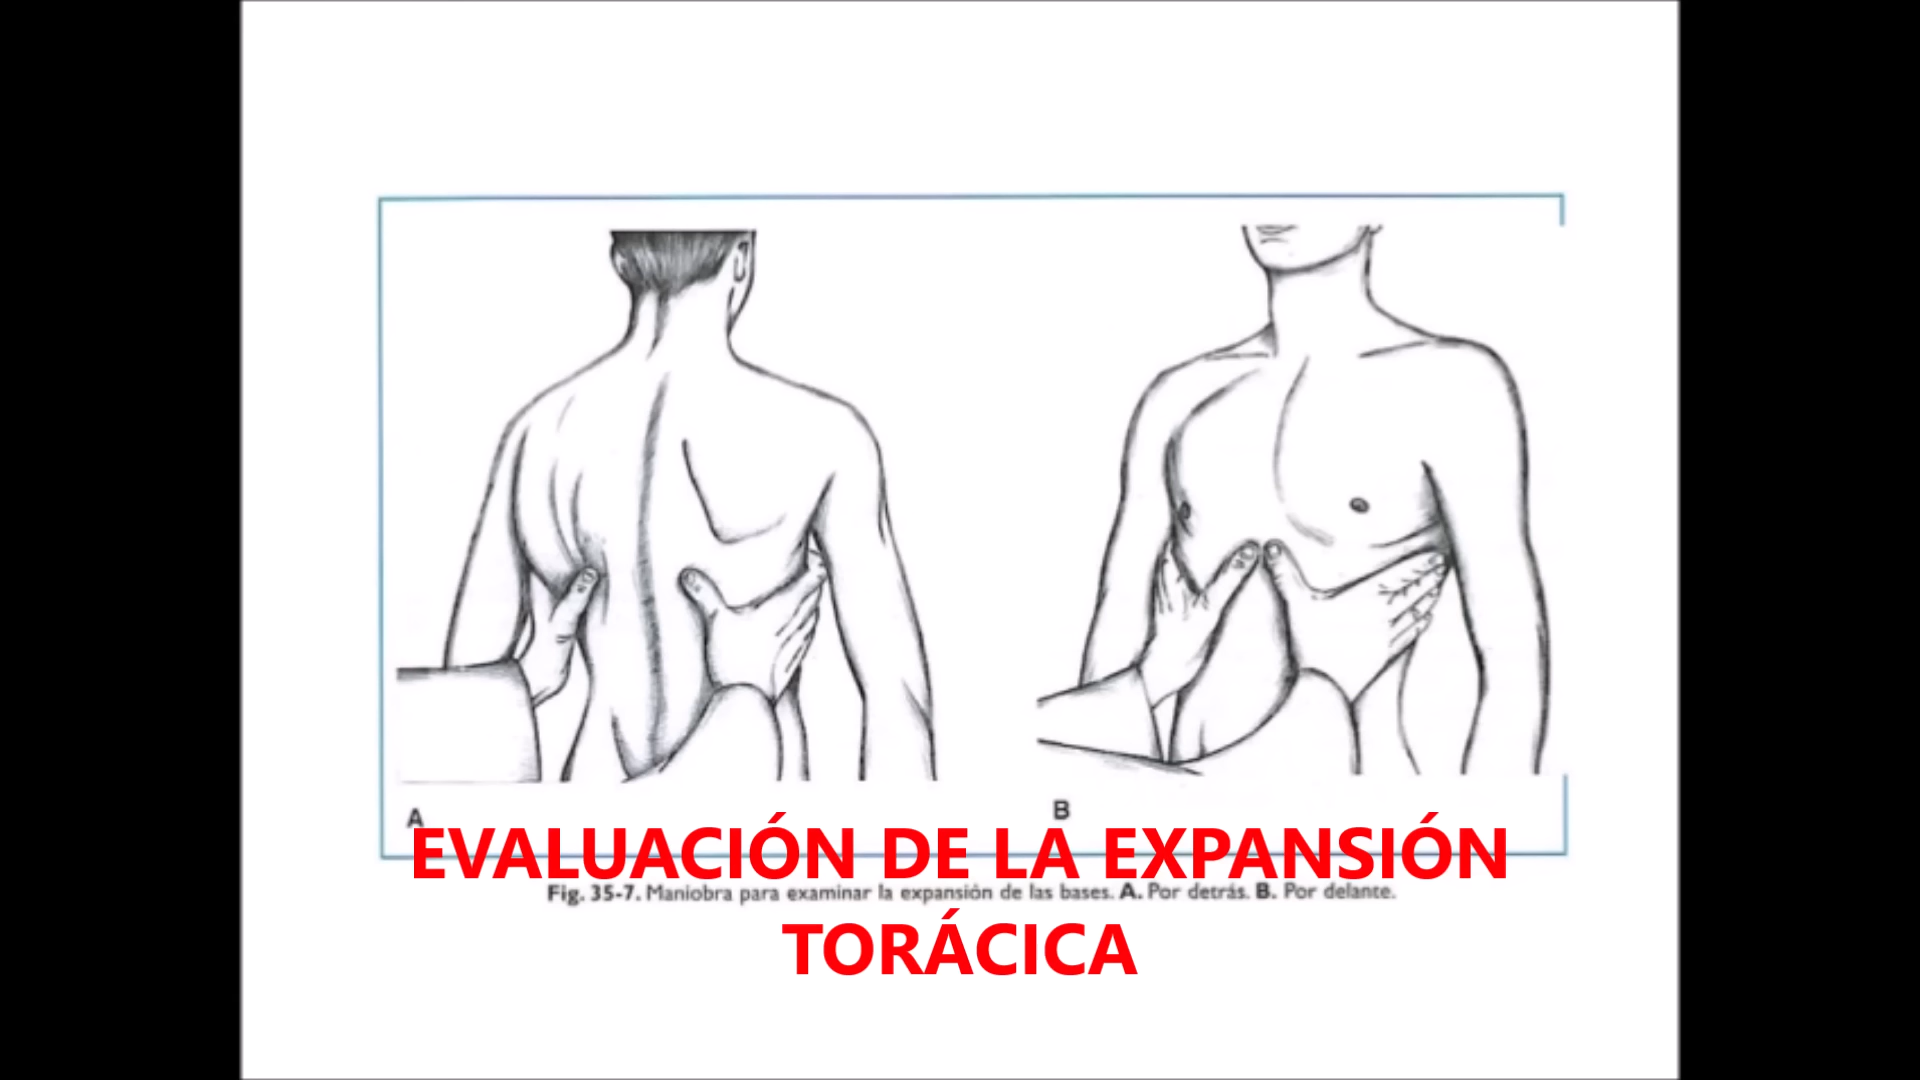 A
B
EVALUACIÓN DE LA EXPANSIÓN
Fig. 35-7. Maniobra para examinar la expansión de las bases. A. Por detrás. B. Por delante.
TORÁCICA